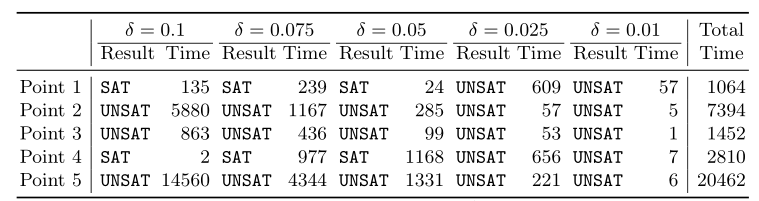 δ = 0.1 δ = 0.075 δ = 0.05 δ = 0.025 δ = 0.01 Total
Result Time Result Time Result Time Result Time Result Time Time
Point 1 SAT 135 SAT 239 SAT 24 UNSAT 609 UNSAT 57 1064
Point 2 UNSAT 5880 UNSAT 1167 UNSAT 285 UNSAT 57 UNSAT 5 7394
Point 3 UNSAT 863 UNSAT 436 UNSAT 99 UNSAT 53 UNSAT 1 1452
Point 4 SAT 2 SAT 977 SAT 1168 UNSAT 656 UNSAT 7 2810
Point 5 UNSAT 14560 UNSAT 4344 UNSAT 1331 UNSAT 221 UNSAT 6 20462